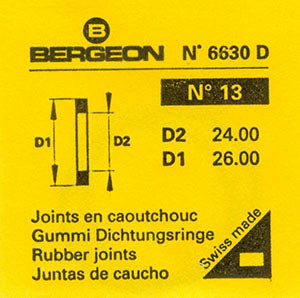 B
BERGEON N° 6630 D
N° 13
D1 D2
D2 24.00
D1 26.00
Joints en caoutchouc
Gummi Dichtungsringe
Rubber joints
Juntas de caucho
Swiss made